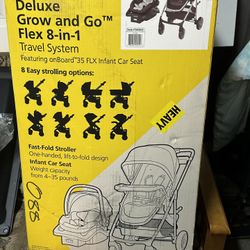 Deluxe
Grow and Go™
Flex 8-in-1
Travel System
Featuring onBoard™35 FLX Infant Car Seat
8 Easy strolling options:
HEAVY
Fast-Fold Stroller
One-handed, lift-to-fold design
Infant Car Seat
Weight capacity
from 4–35 pounds
088